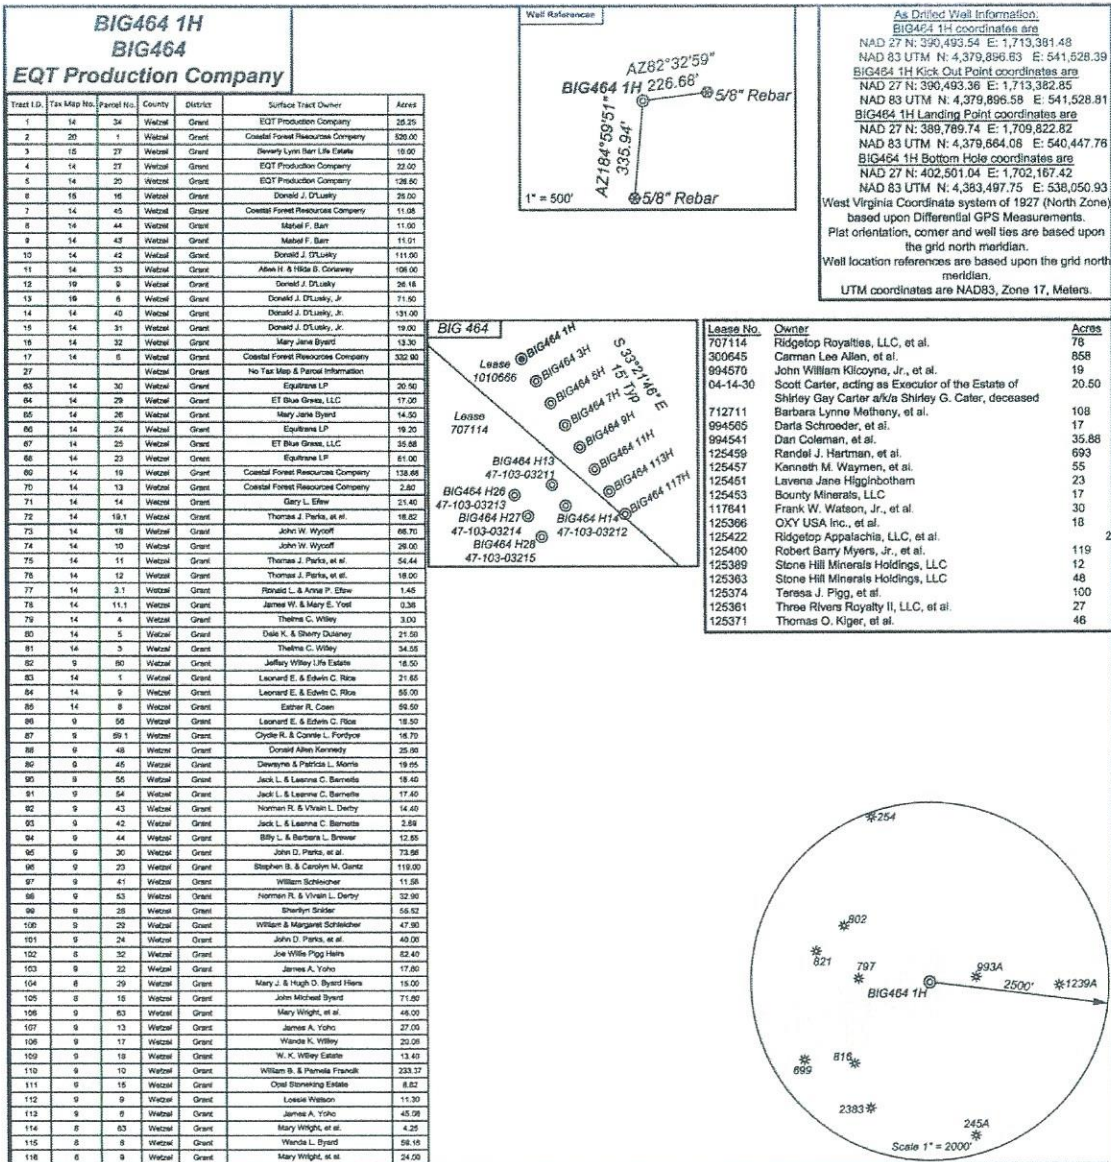 BIG464 1H
BIG464
EQT Production Company
Tract I.D. Tax Map No. Parcel No. County District Surface Tract Owner Acres
1 14 34 Wetzel Grant EQT Production Company 26.25
2 20 1 Wetzel Grant Coastal Forest Resources Company 528.00
3 15 27 Wetzel Grant Beverly Lynn Barr Life Estate 10.00
4 14 27 Wetzel Grant EQT Production Company 22.00
5 14 20 Wetzel Grant EQT Production Company 126.50
6 15 16 Wetzel Grant Donald J. D'Lusky 25.00
7 14 45 Wetzel Grant Coastal Forest Resources Company 11.08
8 14 44 Wetzel Grant Mabel F. Barr 11.00
9 14 43 Wetzel Grant Mabel F. Barr 11.01
10 14 42 Wetzel Grant Donald J. D'Lusky 111.00
11 14 33 Wetzel Grant Allen H. & Hilda B. Conaway 106.00
12 19 9 Wetzel Grant Donald J. D'Lusky 26.18
13 19 6 Wetzel Grant Donald J. D'Lusky, Jr 71.50
14 14 40 Wetzel Grant Donald J. D'Lusky, Jr. 131.00
15 14 31 Wetzel Grant Donald J. D'Lusky, Jr. 19.00
16 14 32 Wetzel Grant Mary Jane Byard 13.30
17 14 6 Wetzel Grant Coastal Forest Resources Company 332.90
27 Wetzel Grant No Tax Map & Parcel Information
63 14 30 Wetzel Grant Equitrans LP 20.50
64 14 29 Wetzel Grant ET Blue Grass, LLC 17.00
65 14 26 Wetzel Grant Mary Jane Byard 14.50
66 14 24 Wetzel Grant Equitrans LP 19.20
67 14 25 Wetzel Grant ET Blue Grass, LLC 35.88
68 14 23 Wetzel Grant Equitrans LP 61.00
69 14 19 Wetzel Grant Coastal Forest Resources Company 138.66
70 14 13 Wetzel Grant Coastal Forest Resources Company 2.80
71 14 14 Wetzel Grant Gary L. Efaw 21.40
72 14 19.1 Wetzel Grant Thomas J. Parks, et al. 18.82
73 14 18 Wetzel Grant John W. Wycoff 66.70
74 14 10 Wetzel Grant John W. Wycoff 29.00
75 14 11 Wetzel Grant Thomas J. Parks, et al. 54.44
76 14 12 Wetzel Grant Thomas J. Parks, et al. 18.00
77 14 3.1 Wetzel Grant Ronald L. & Anna P. Efaw 1.45
78 14 11.1 Wetzel Grant James W. & Mary E. Yost 0.36
79 14 4 Wetzel Grant Thelma C. Willey 3.00
80 14 5 Wetzel Grant Dale K. & Sherry Dulaney 21.50
81 14 3 Wetzel Grant Thelma C. Willey 34.55
82 9 60 Wetzel Grant Jeffary Willey Life Estate 18.50
83 14 1 Wetzel Grant Leonard E. & Edwin C. Rice 21.65
84 14 9 Wetzel Grant Leonard E. & Edwin C. Rice 55.00
85 14 8 Wetzel Grant Esther R. Coen 59.50
86 9 56 Wetzel Grant Leonard E. & Edwin C. Rice 18.50
87 9 59.1 Wetzel Grant Clydie R. & Connie L. Fordyce 16.70
88 9 48 Wetzel Grant Donald Allen Kennedy 25.00
89 9 45 Wetzel Grant Dewayne & Patricia L. Morris 19.65
90 9 55 Wetzel Grant Jack L. & Leanna C. Barnette 18.40
91 9 54 Wetzel Grant Jack L. & Leanna C. Barnette 17.40
92 9 43 Wetzel Grant Norman R. & Vivain L. Derby 14.40
93 9 42 Wetzel Grant Jack L. & Leanna C. Barnette 2.69
94 9 44 Wetzel Grant Billy L. & Barbara L. Brewer 12.55
95 9 30 Wetzel Grant John D. Parks, et al. 73.66
96 9 23 Wetzel Grant Stephen B. & Carolyn M. Gantz 119.00
97 9 41 Wetzel Grant William Schleicher 11.56
98 9 53 Wetzel Grant Norman R. & Vivain L. Derby 32.90
99 9 28 Wetzel Grant Sherilyn Snider 55.52
100 9 29 Wetzel Grant William & Margaret Schleicher 47.90
101 9 24 Wetzel Grant John D. Parks, et al. 40.00
102 8 32 Wetzel Grant Joe Willis Pigg Heirs 82.40
103 9 22 Wetzel Grant James A. Yoho 17.80
104 8 29 Wetzel Grant Mary J. & Hugh D. Byard Hiers 15.00
105 8 15 Wetzel Grant John Micheal Byard 71.80
106 9 63 Wetzel Grant Mary Wright, et al. 46.00
107 9 13 Wetzel Grant James A. Yoho 27.00
108 9 17 Wetzel Grant Wanda K. Willey 20.06
109 9 18 Wetzel Grant W. K. Willey Estate 13.40
110 9 10 Wetzel Grant William B. & Pamela Francik 233.37
111 9 15 Wetzel Grant Opal Stoneking Estate 8.82
112 9 9 Wetzel Grant Lossie Watson 11.30
113 9 6 Wetzel Grant James A. Yoho 45.08
114 8 63 Wetzel Grant Mary Wright, et al. 4.25
115 8 8 Wetzel Grant Wanda L. Byard 59.18
116 8 9 Wetzel Grant Mary Wright, et al 24.00
Well References
AZ82°32'59"
226.68'
BIG464 1H
5/8" Rebar
AZ184°59'51"
335.94'
5/8" Rebar
1" = 500'
As Drilled Well Information:
BIG464 1H coordinates are
NAD 27 N: 390,493.54 E: 1,713,381.48
NAD 83 UTM N: 4,379,896.63 E: 541,528.39
BIG464 1H Kick Out Point coordinates are
NAD 27 N: 390,493.36 E: 1,713,382.85
NAD 83 UTM N: 4,379,896.58 E: 541,528.81
BIG464 1H Landing Point coordinates are
NAD 27 N: 389,789.74 E: 1,709,822.82
NAD 83 UTM N: 4,379,664.08 E: 540,447.76
BIG464 1H Bottom Hole coordinates are
NAD 27 N: 402,501.04 E: 1,702,167.42
NAD 83 UTM N: 4,383,497.75 E: 538,050.93
West Virginia Coordinate system of 1927 (North Zone)
based upon Differential GPS Measurements.
Plat orientation, corner and well ties are based upon
the grid north meridian.
Well location references are based upon the grid north
meridian.
UTM coordinates are NAD83, Zone 17, Meters.
BIG 464
BIG464 1H
Lease
1010666
BIG464 3H
BIG464 5H
BIG464 7H
BIG464 9H
BIG464 11H
BIG464 113H
BIG464 117H
S 33°21'46" E
15' Typ
Lease
707114
BIG464 H13
47-103-03211
BIG464 H26
47-103-03213
BIG464 H27
47-103-03214
BIG464 H14
47-103-03212
BIG464 H28
47-103-03215
Lease No. Owner Acres
707114 Ridgetop Royalties, LLC, et al. 78
300645 Carman Lee Allen, et al. 858
994570 John William Kilcoyne, Jr., et al. 19
04-14-30 Scott Carter, acting as Executor of the Estate of 20.50
Shirley Gay Carter a/k/a Shirley G. Cater, deceased
712711 Barbara Lynne Metheny, et al. 108
994565 Darla Schroeder, et al. 17
994541 Dan Coleman, et al. 35.88
125459 Randel J. Hartman, et al. 693
125457 Kenneth M. Waymen, et al. 55
125451 Lavena Jane Higginbotham 23
125453 Bounty Minerals, LLC 17
117641 Frank W. Watson, Jr., et al. 30
125366 OXY USA Inc., et al. 18
125422 Ridgetop Appalachia, LLC, et al. 2
125400 Robert Barry Myers, Jr., et al. 119
125389 Stone Hill Minerals Holdings, LLC 12
125363 Stone Hill Minerals Holdings, LLC 48
125374 Teresa J. Pigg, et al. 100
125361 Three Rivers Royalty II, LLC, et al. 27
125371 Thomas O. Kiger, et al. 46
254
802
821
797
993A
1239A
2500'
BIG464 1H
816
699
2383
245A
Scale 1" = 2000'